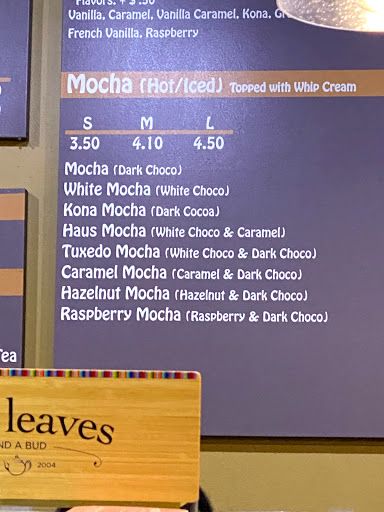 Flavors: + $ .50
Vanilla, Caramel, Vanilla Caramel, Kona,
French Vanilla, Raspberry
Mocha (Hot/Iced) Topped with Whip Cream
S M L
3.50 4.10 4.50
Mocha (Dark Choco)
White Mocha (White Choco)
Kona Mocha (Dark Cocoa)
Haus Mocha (White Choco & Caramel)
Tuxedo Mocha (White Choco & Dark Choco)
Caramel Mocha (Caramel & Dark Choco)
Hazelnut Mocha (Hazelnut & Dark Choco)
Raspberry Mocha (Raspberry & Dark Choco)
Tea
leaves
ND A BUD
2004